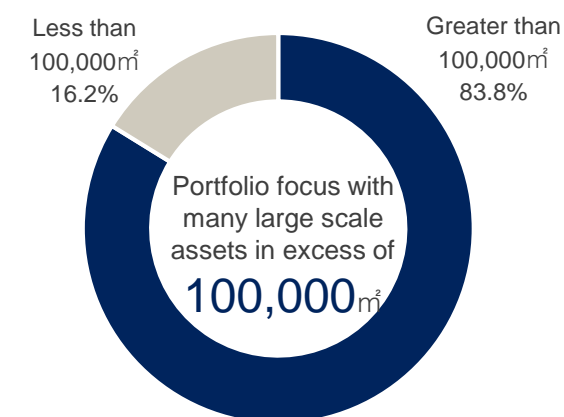 Less than
100,000㎡
16.2%
Greater than
100,000㎡
83.8%
Portfolio focus with
many large scale
assets in excess of
100,000㎡